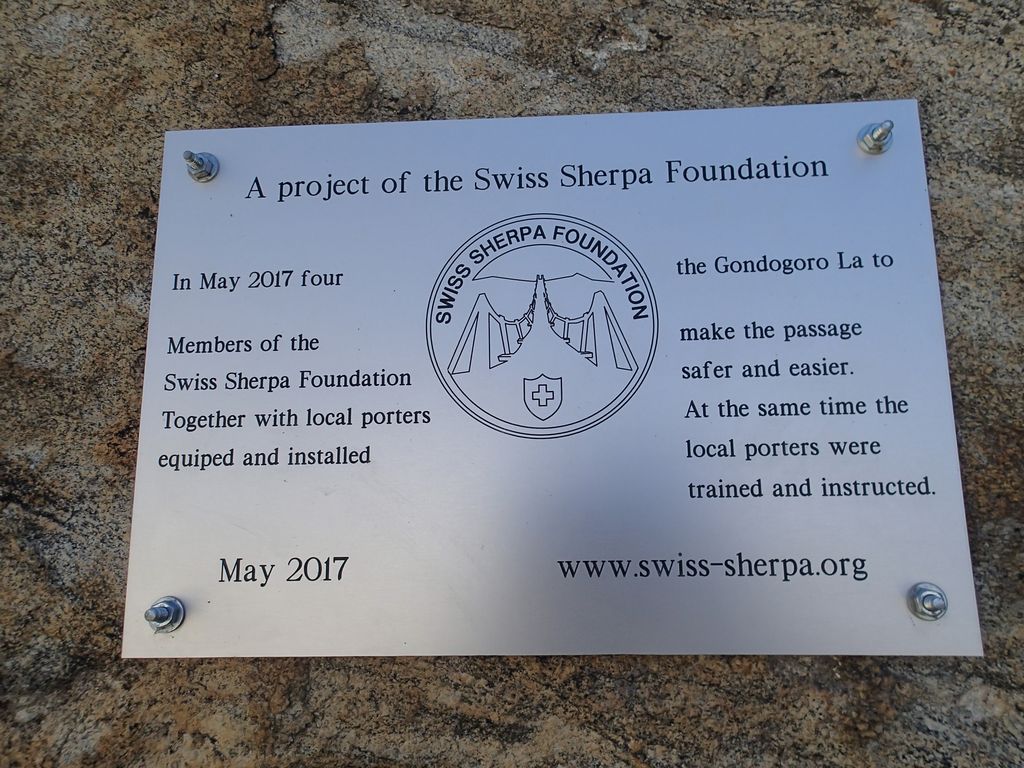 A project of the Swiss Sherpa Foundation
SWISS SHERPA FOUNDATION
In May 2017 four
Members of the
Swiss Sherpa Foundation
Together with local porters
equiped and installed
the Gondogoro La to
make the passage
safer and easier.
At the same time the
local porters were
trained and instructed.
May 2017
www.swiss-sherpa.org